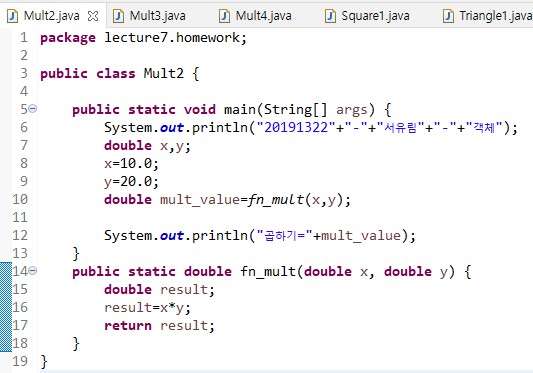 Mult2.java Mult3.java Mult4.java Square1.java Triangle1.java
1 package lecture7.homework;
2
3 public class Mult2 {
4
5 public static void main(String[] args) {
6 System.out.println("20191322"+"-"+"서유림"+"-"+"객체");
7 double x,y;
8 x=10.0;
9 y=20.0;
10 double mult_value=fn_mult(x,y);
11
12 System.out.println("곱하기="+mult_value);
13 }
14 public static double fn_mult(double x, double y) {
15 double result;
16 result=x*y;
17 return result;
18 }
19 }